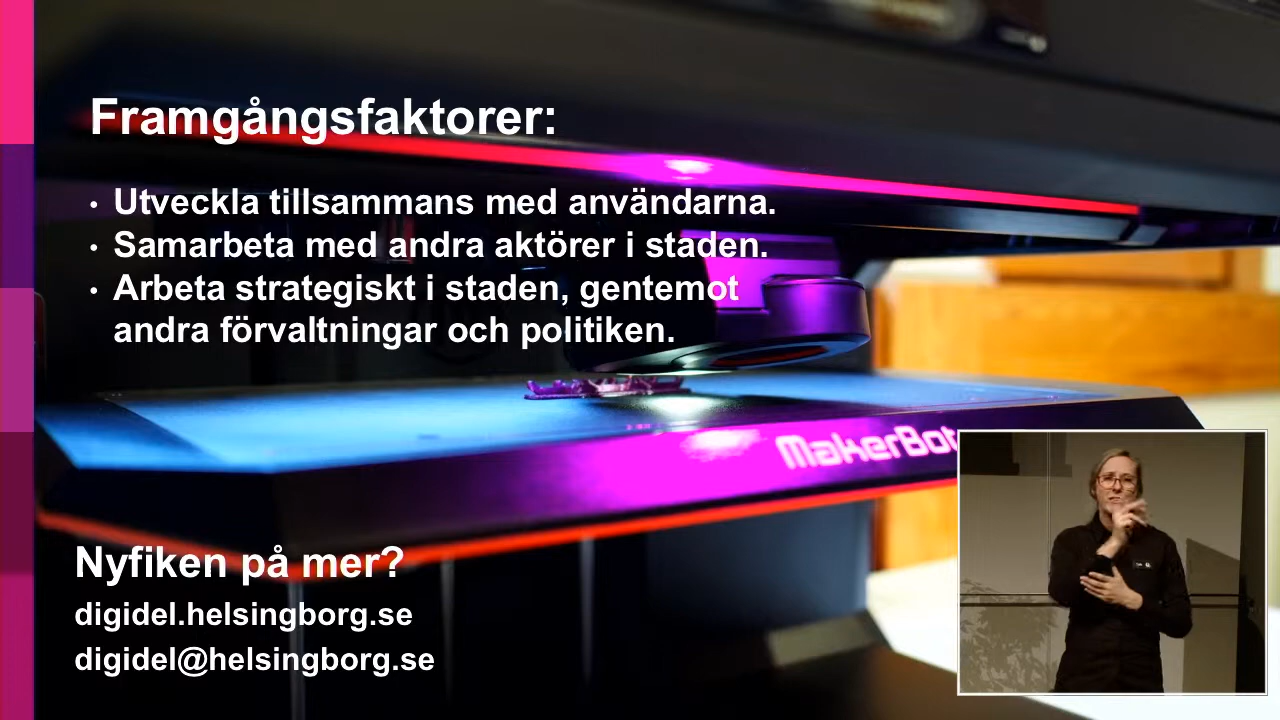 Framgångsfaktorer:
• Utveckla tillsammans med användarna.
• Samarbeta med andra aktörer i staden.
• Arbeta strategiskt i staden, gentemot
andra förvaltningar och politiken.
MakerBot
Nyfiken på mer?
digidel.helsingborg.se
digidel@helsingborg.se